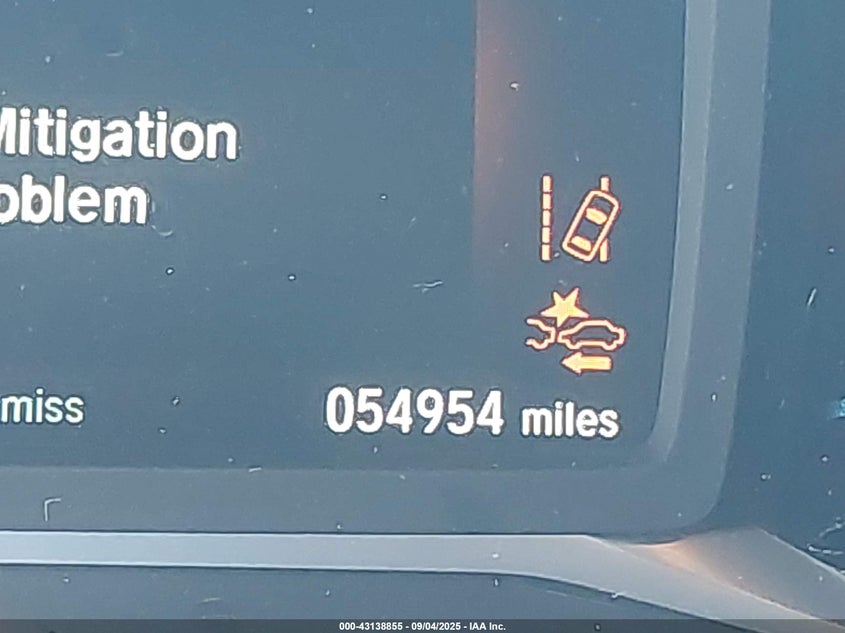 Mitigation
oblem
miss
054954 miles
000-43138855 - 09/04/2025 - IAA Inc.